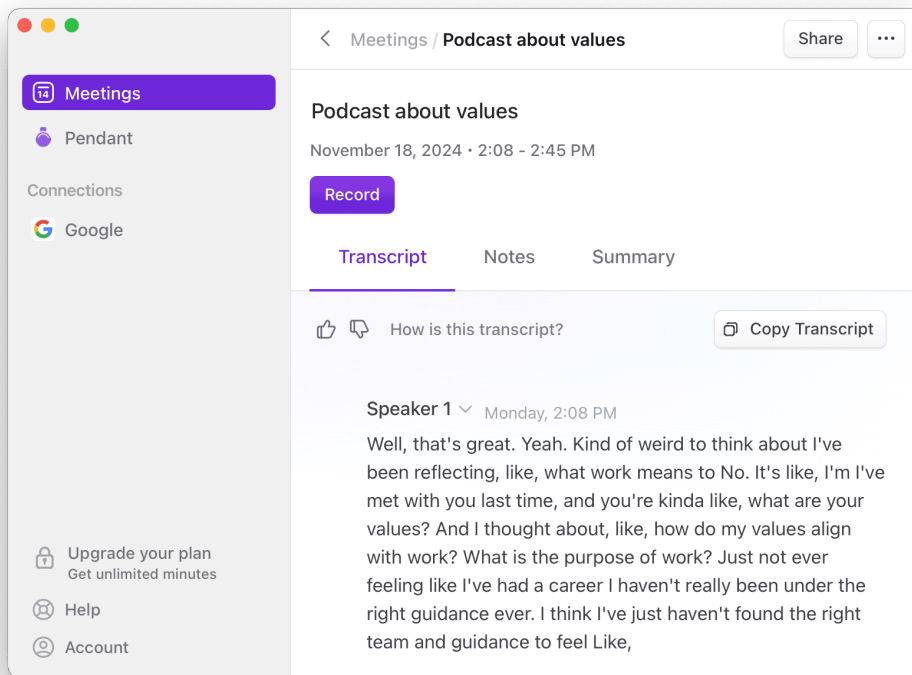 Meetings / Podcast about values
Share
14
Meetings
Pendant
Connections
Google
Upgrade your plan
Get unlimited minutes
Help
Account
Podcast about values
November 18, 2024 • 2:08 - 2:45 PM
Record
Transcript Notes Summary
How is this transcript?
Copy Transcript
Speaker 1 Monday, 2:08 PM
Well, that's great. Yeah. Kind of weird to think about I've
been reflecting, like, what work means to No. It's like, I'm I've
met with you last time, and you're kinda like, what are your
values? And I thought about, like, how do my values align
with work? What is the purpose of work? Just not ever
feeling like I've had a career I haven't really been under the
right guidance ever. I think I've just haven't found the right
team and guidance to feel Like,